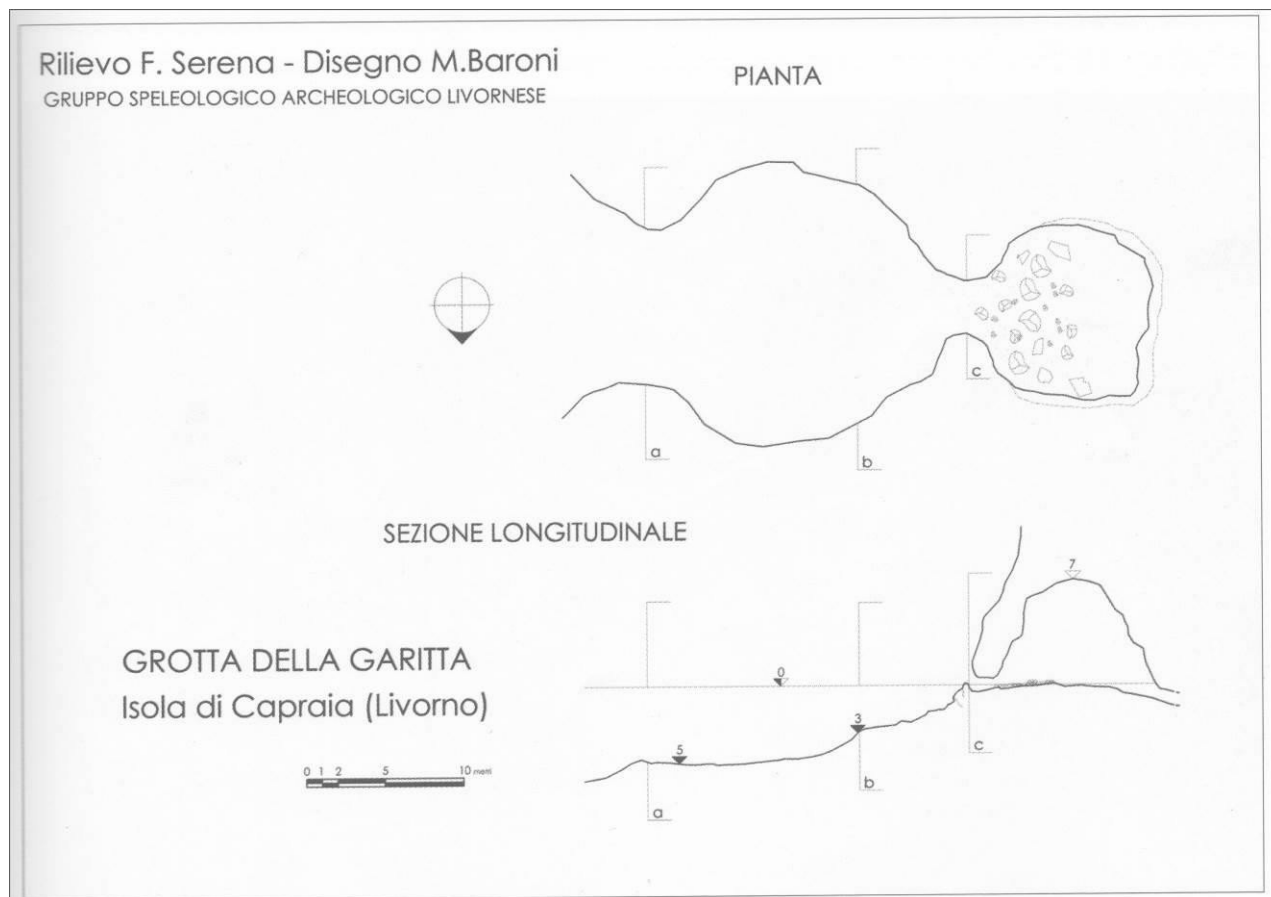 Rilievo F. Serena - Disegno M.Baroni
GRUPPO SPELEOLOGICO ARCHEOLOGICO LIVORNESE
PIANTA
c
a
b
SEZIONE LONGITUDINALE
7
0
3
5
c
b
a
GROTTA DELLA GARITTA
Isola di Capraia (Livorno)
0 1 2 5 10 metri